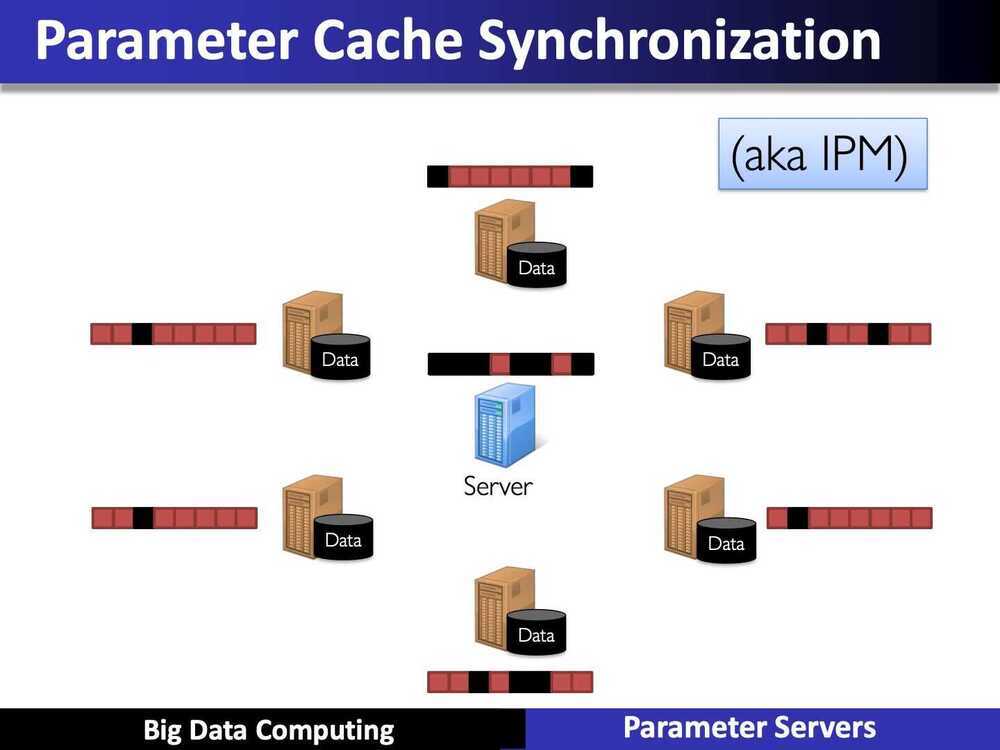 Parameter Cache Synchronization
(aka IPM)
Data
Data
Data
Server
Data
Data
Data
Big Data Computing
Parameter Servers